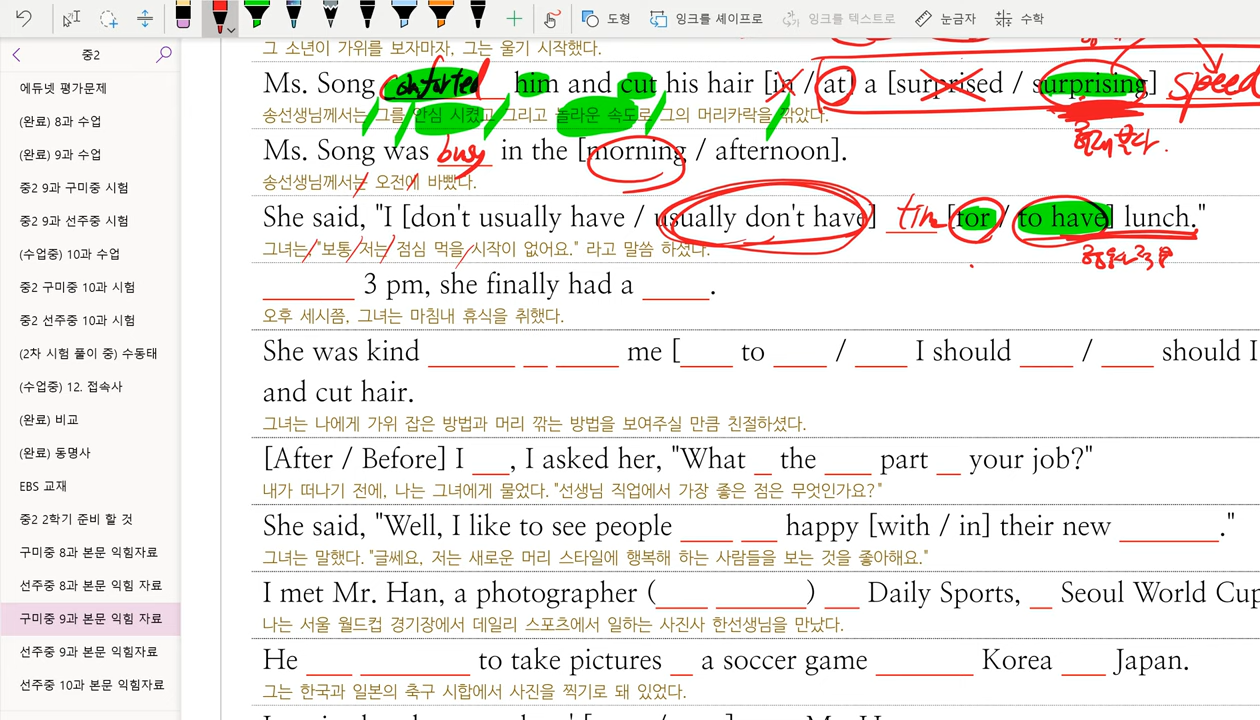 도형
잉크를 셰이프로
잉크를 텍스트로
눈금자
수학
중2
에듀넷 평가문제
(완료) 8과 수업
(완료) 9과 수업
중2 9과 구미중 시험
중2 9과 선주중 시험
(수업중) 10과 수업
중2 구미중 10과 시험
중2 선주중 10과 시험
(2차 시험 풀이 중) 수동태
(수업중) 12. 접속사
(완료) 비교
(완료) 동명사
EBS 교재
중2 2학기 준비 할 것
구미중 8과 본문 익힘자료
선주중 8과 본문 익힘 자료
구미중 9과 본문 익힘 자료
선주중 9과 본문 익힘자료
선주중 10과 본문 익힘자료
그 소년이 가위를 보자마자, 그는 울기 시작했다.
Ms. Song comforted him and cut his hair [in / at] a [surprised / surprising] speed
송선생님께서는 그를 안심 시켰고 그리고 놀라운 속도로 그의 머리카락을 깎았다.
Ms. Song was busy in the [morning / afternoon].
송선생님께서는 오전에 바빴다.
She said, "I [don't usually have / usually don't have] tim [for / to have] lunch."
그녀는 "보통 저는 점심 먹을 시작이 없어요." 라고 말씀 하셨다.
____ 3 pm, she finally had a ____.
오후 세시쯤, 그녀는 마침내 휴식을 취했다.
She was kind ____ __ ____ me [____ to ____ / ____ I should ____ / ____ should I
and cut hair.
그녀는 나에게 가위 잡은 방법과 머리 깎는 방법을 보여주실 만큼 친절하셨다.
[After / Before] I ___, I asked her, "What _ the ___ part __ your job?"
내가 떠나기 전에, 나는 그녀에게 물었다. "선생님 직업에서 가장 좋은 점은 무엇인가요?"
She said, "Well, I like to see people ____ ___ happy [with / in] their new ____."
그녀는 말했다. "글쎄요, 저는 새로운 머리 스타일에 행복해 하는 사람들을 보는 것을 좋아해요."
I met Mr. Han, a photographer (____ ____) ___ Daily Sports, __ Seoul World Cup
나는 서울 월드컵 경기장에서 데일리 스포츠에서 일하는 사진사 한선생님을 만났다.
He ___ ____ to take pictures __ a soccer game ____ Korea ___ Japan.
그는 한국과 일본의 축구 시합에서 사진을 찍기로 돼 있었다.